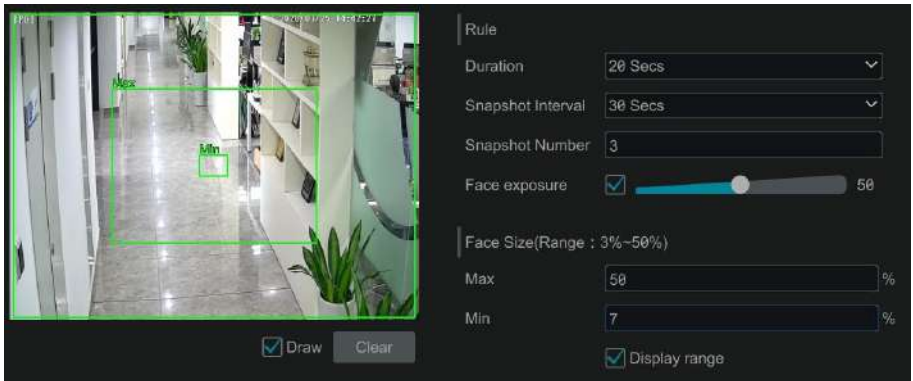 Rule
Duration
20 Secs
Snapshot Interval
30 Secs
Snapshot Number
3
Face exposure
50
Face Size(Range：3%~50%)
Max
50
%
Min
7
%
Display range
Max
Min
Draw
Clear